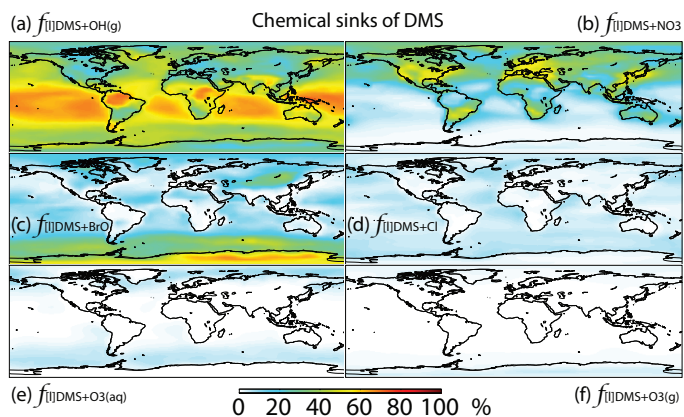 (a) f[I]DMS+OH(g) Chemical sinks of DMS (b) f[I]DMS+NO3
(c) f[I]DMS+BrO (d) f[I]DMS+Cl
(e) f[I]DMS+O3(aq) 0 20 40 60 80 100 % (f) f[I]DMS+O3(g)